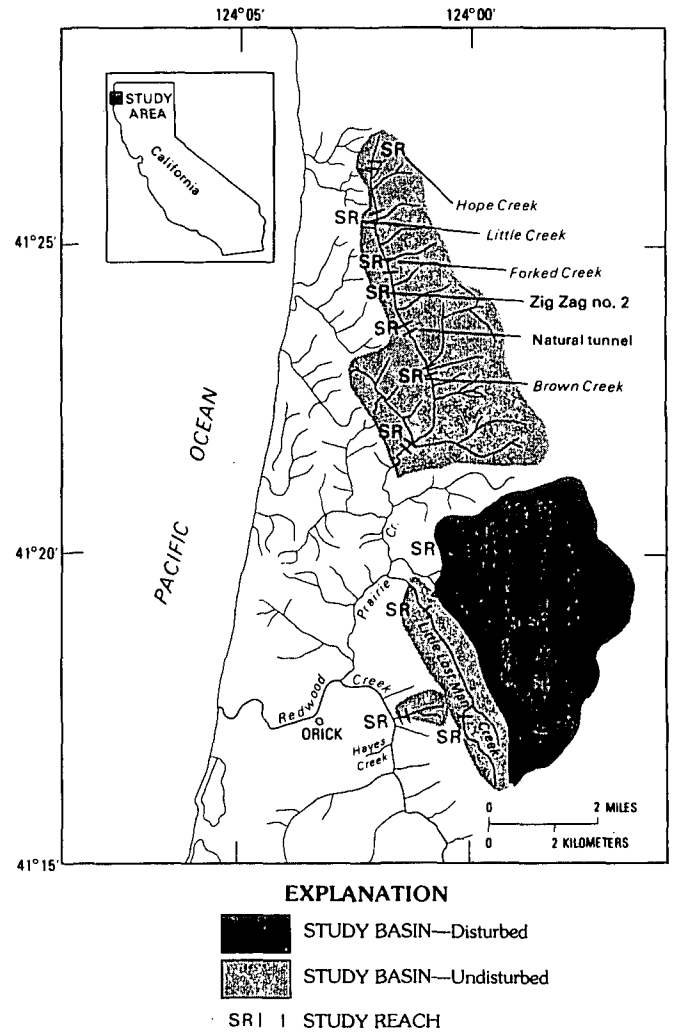 124° 05'
124° 00'
STUDY
AREA
California
SR
Hope Creek
SR
Little Creek
41°25'
SR
Forked Creek
SR
Zig Zag no. 2
SR
Natural tunnel
SR
Brown Creek
SR
PACIFIC OCEAN
41°20'
Cr.
SR
Prairie
SR
Little Lost Man Creek
Redwood Creek
ORICK
SR
SR
Hayes
Creek
0 2 MILES
0 2 KILOMETERS
41°15'
EXPLANATION
STUDY BASIN—Disturbed
STUDY BASIN—Undisturbed
SR STUDY REACH